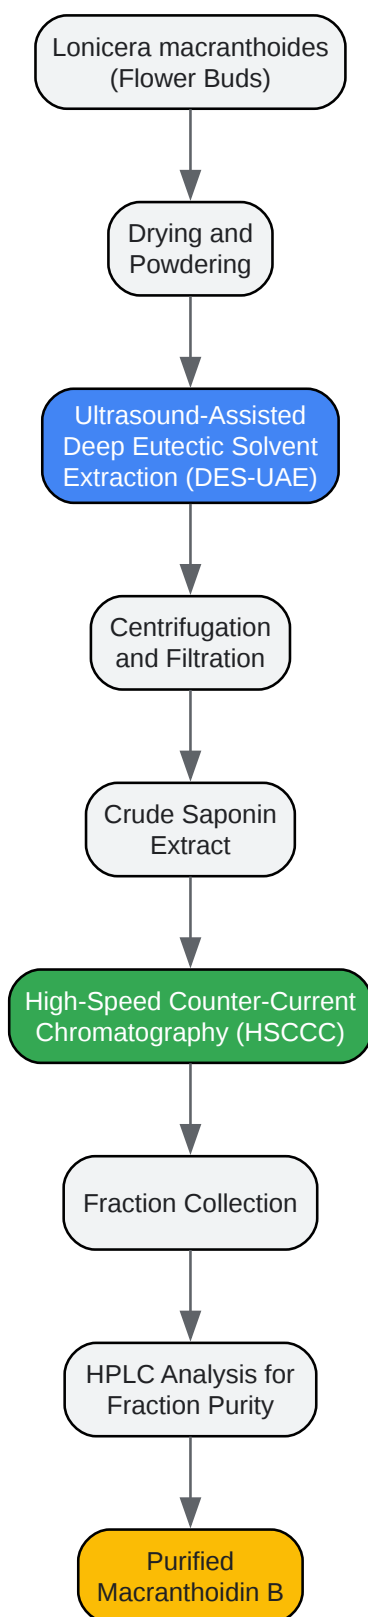 Lonicera macranthoides
(Flower Buds)
Drying and
Powdering
Ultrasound-Assisted
Deep Eutectic Solvent
Extraction (DES-UAE)
Centrifugation
and Filtration
Crude Saponin
Extract
High-Speed Counter-Current
Chromatography (HSCCC)
Fraction Collection
HPLC Analysis for
Fraction Purity
Purified
Macranthoidin B